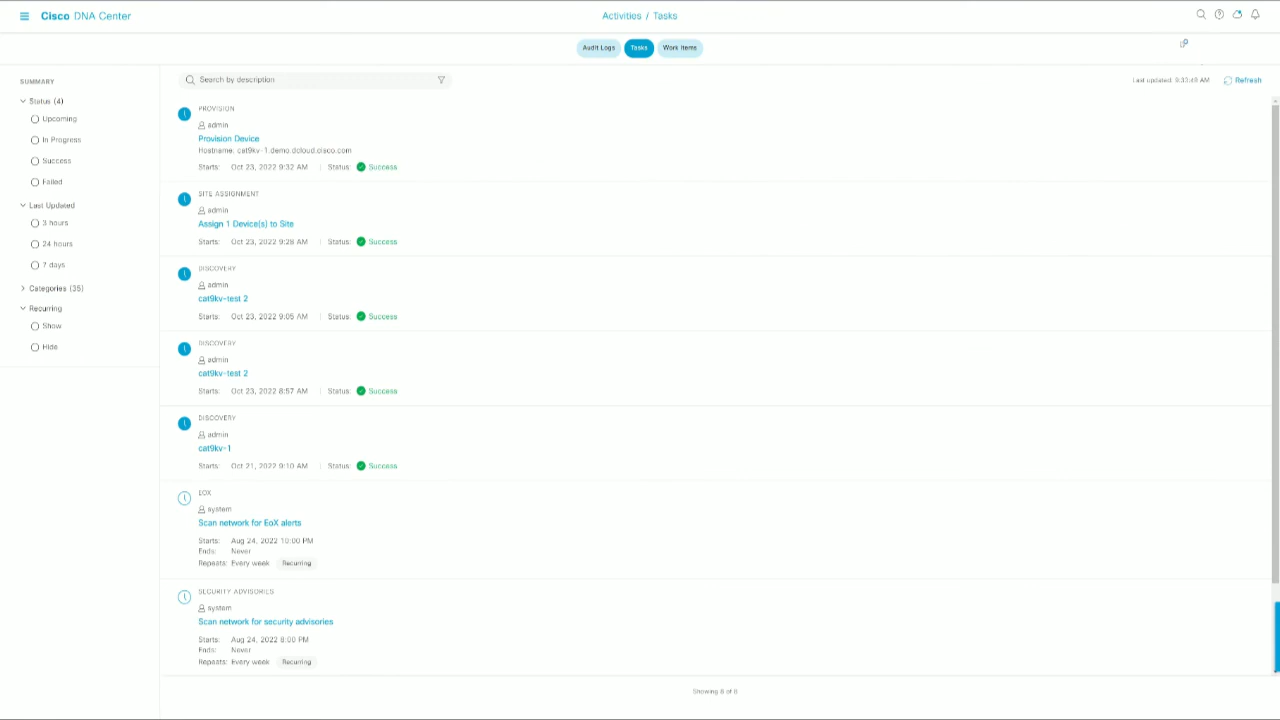 Cisco DNA Center
Activities / Tasks
Audit Logs
Tasks
Work Items
SUMMARY
Status (4)
Upcoming
In Progress
Success
Failed
Last Updated
3 hours
24 hours
7 days
Categories (35)
Recurring
Show
Hide
Search by description
Last updated: 9:33:49 AM
Refresh
PROVISION
admin
Provision Device
Hostname: cat9kv-1.demo.dcloud.cisco.com
Starts: Oct 23, 2022 9:32 AM | Status: Success
SITE ASSIGNMENT
admin
Assign 1 Device(s) to Site
Starts: Oct 23, 2022 9:28 AM | Status: Success
DISCOVERY
admin
cat9kv-test 2
Starts: Oct 23, 2022 9:05 AM | Status: Success
DISCOVERY
admin
cat9kv-test 2
Starts: Oct 23, 2022 8:57 AM | Status: Success
DISCOVERY
admin
cat9kv-1
Starts: Oct 21, 2022 9:10 AM | Status: Success
EOX
system
Scan network for EoX alerts
Starts: Aug 24, 2022 10:00 PM
Ends: Never
Repeats: Every week Recurring
SECURITY ADVISORIES
system
Scan network for security advisories
Starts: Aug 24, 2022 8:00 PM
Ends: Never
Repeats: Every week Recurring
Showing 8 of 8